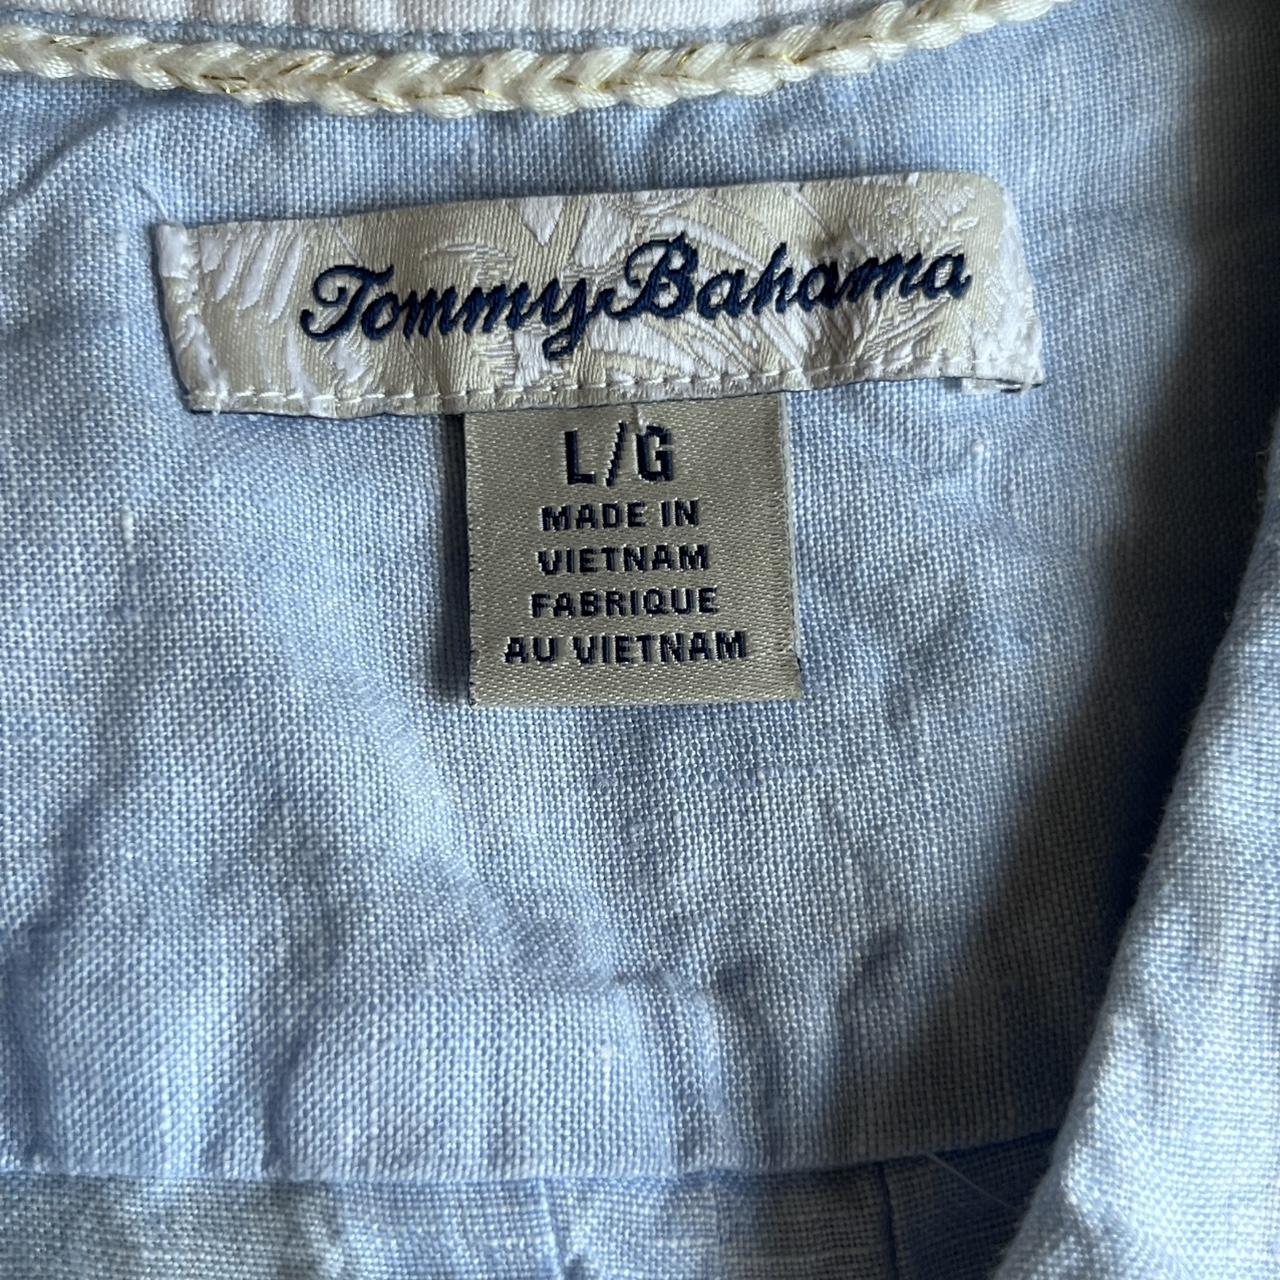 Tommy Bahama
L/G
MADE IN
VIETNAM
FABRIQUE
AU VIETNAM